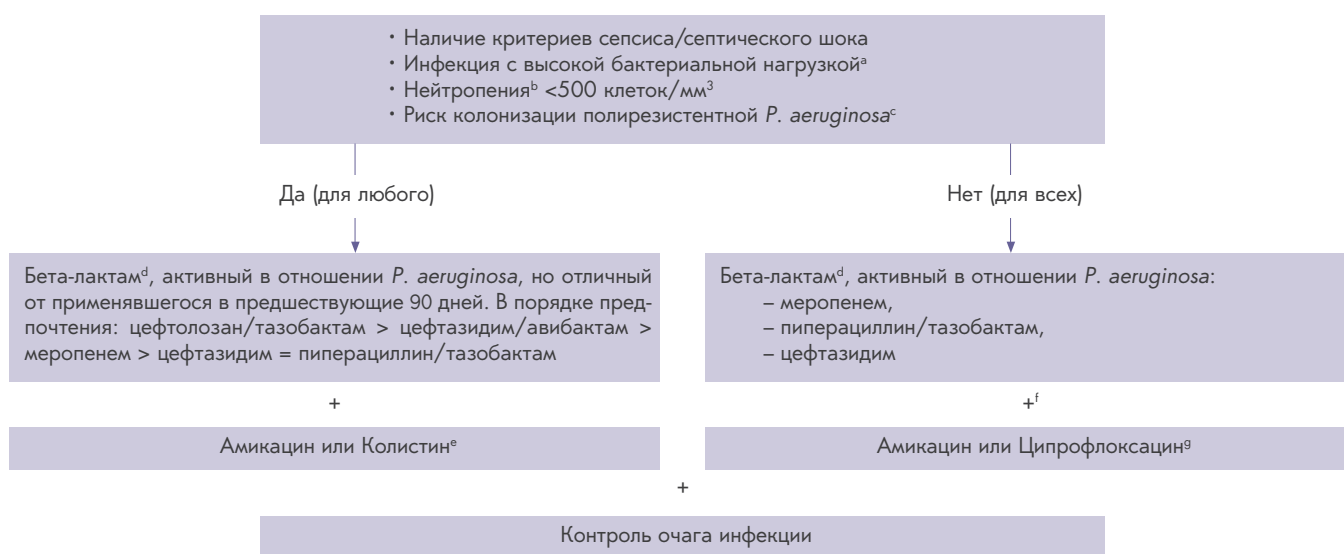 · Наличие критериев сепсиса/септического шока
· Инфекция с высокой бактериальной нагрузкойᵃ
· Нейтропенияᵇ <500 клеток/мм³
· Риск колонизации полирезистентной P. aeruginosaᶜ
Да (для любого)
Нет (для всех)
Бета-лактамᵈ, активный в отношении P. aeruginosa, но отличный
от применявшегося в предшествующие 90 дней. В порядке пред-
почтения: цефтолозан/тазобактам > цефтазидим/авибактам >
меропенем > цефтазидим = пиперациллин/тазобактам
Бета-лактамᵈ, активный в отношении P. aeruginosa:
– меропенем,
– пиперациллин/тазобактам,
– цефтазидим
+
+ᶠ
Амикацин или Колистинᵉ
Амикацин или Ципрофлоксацинᵍ
+
Контроль очага инфекции